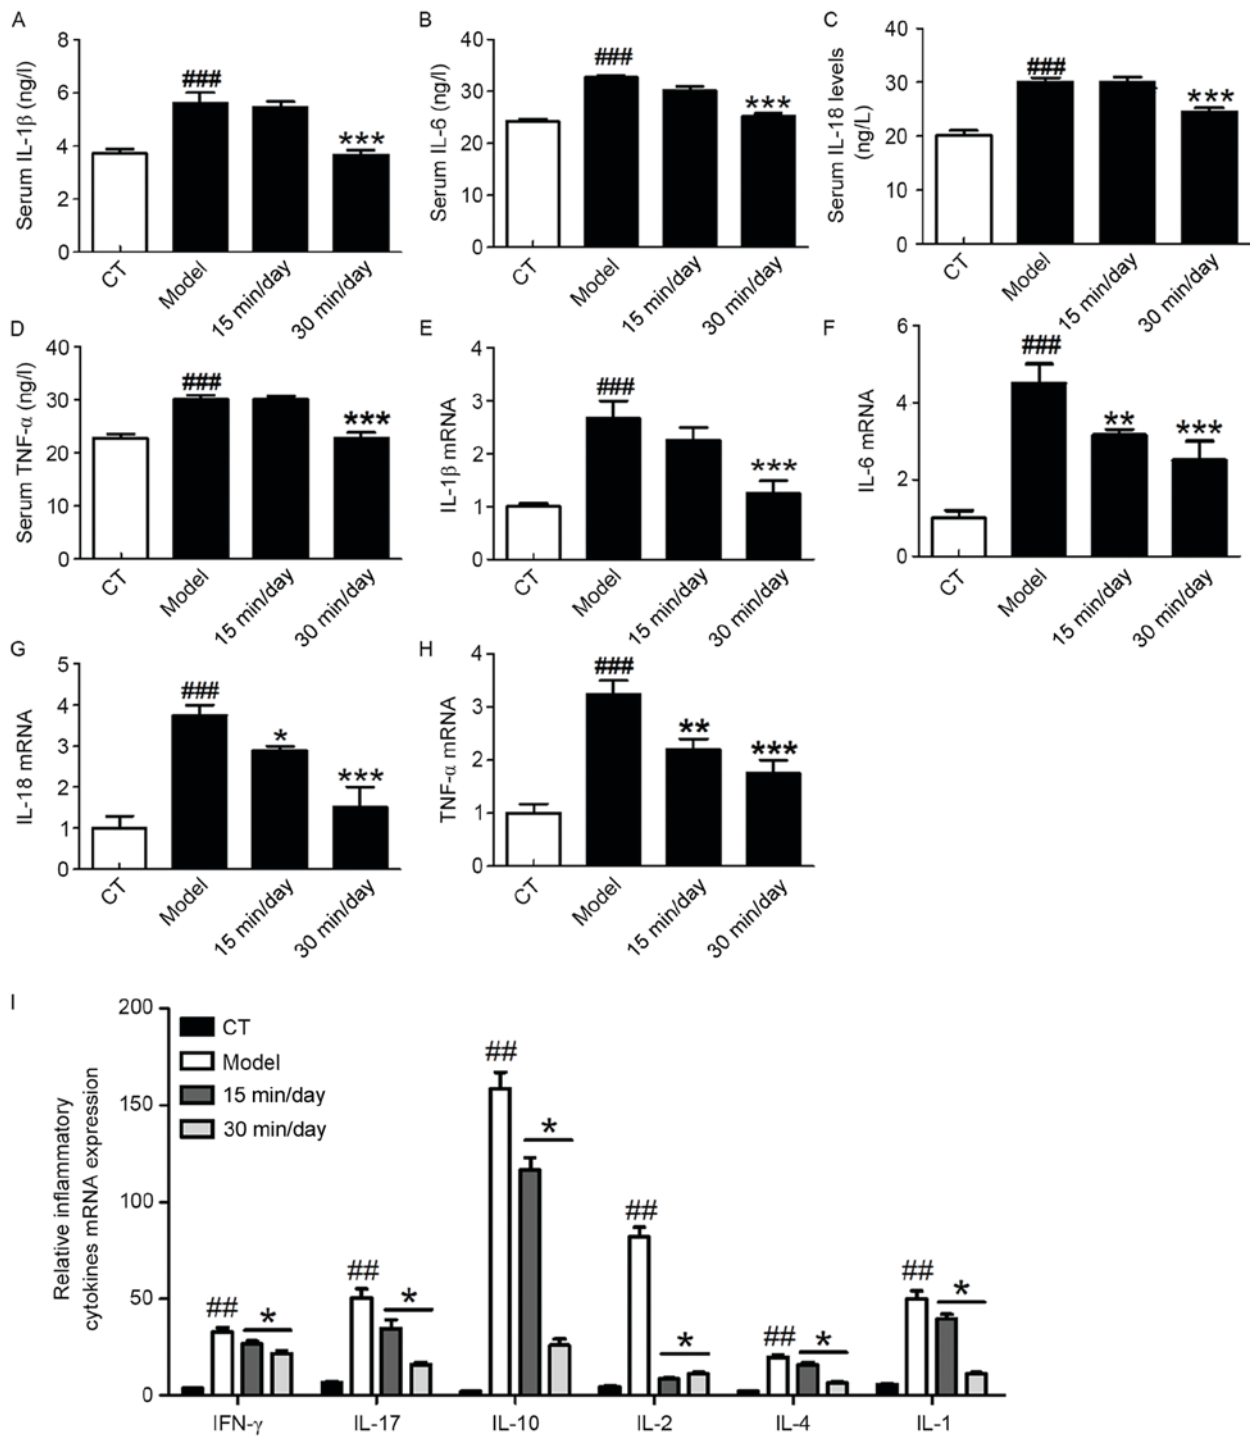 A
Serum IL-1β (ng/l)
8
6
4
2
0
###
***
CT
Model
15 min/day
30 min/day
B
Serum IL-6 (ng/l)
40
30
20
10
0
###
***
CT
Model
15 min/day
30 min/day
C
Serum IL-18 levels
(ng/L)
40
30
20
10
0
###
***
CT
Model
15 min/day
30 min/day
D
Serum TNF-α (ng/l)
40
30
20
10
0
###
***
CT
Model
15 min/day
30 min/day
E
IL-1β mRNA
4
3
2
1
0
###
***
CT
Model
15 min/day
30 min/day
F
IL-6 mRNA
6
4
2
0
###
**
***
CT
Model
15 min/day
30 min/day
G
IL-18 mRNA
5
4
3
2
1
0
###
*
***
CT
Model
15 min/day
30 min/day
H
TNF-α mRNA
4
3
2
1
0
###
**
***
CT
Model
15 min/day
30 min/day
I
Relative inflammatory
cytokines mRNA expression
200
150
100
50
0
CT
Model
15 min/day
30 min/day
## *
## *
## *
## *
## *
## *
IFN-γ IL-17 IL-10 IL-2 IL-4 IL-1